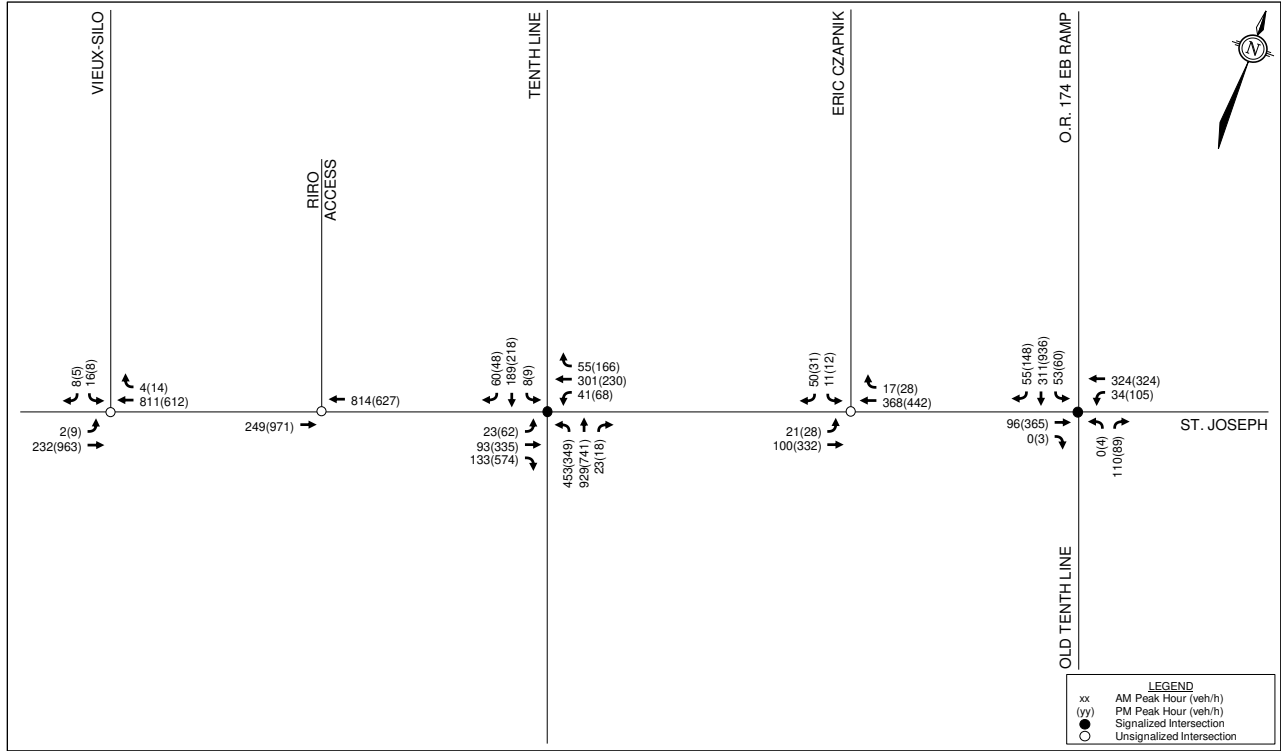 VIEUX-SILO
RIRO
ACCESS
TENTH LINE
ERIC CZAPNIK
O.R. 174 EB RAMP
N
8(5)
16(8)
4(14)
811(612)
2(9)
232(963)
249(971)
814(627)
60(48)
189(218)
8(9)
55(166)
301(230)
41(68)
23(62)
93(335)
133(574)
453(349)
929(741)
23(18)
50(31)
11(12)
17(28)
368(442)
21(28)
100(332)
55(148)
311(936)
53(60)
324(324)
34(105)
96(365)
0(3)
0(4)
110(89)
ST. JOSEPH
OLD TENTH LINE
LEGEND
xx AM Peak Hour (veh/h)
(yy) PM Peak Hour (veh/h)
Signalized Intersection
Unsignalized Intersection